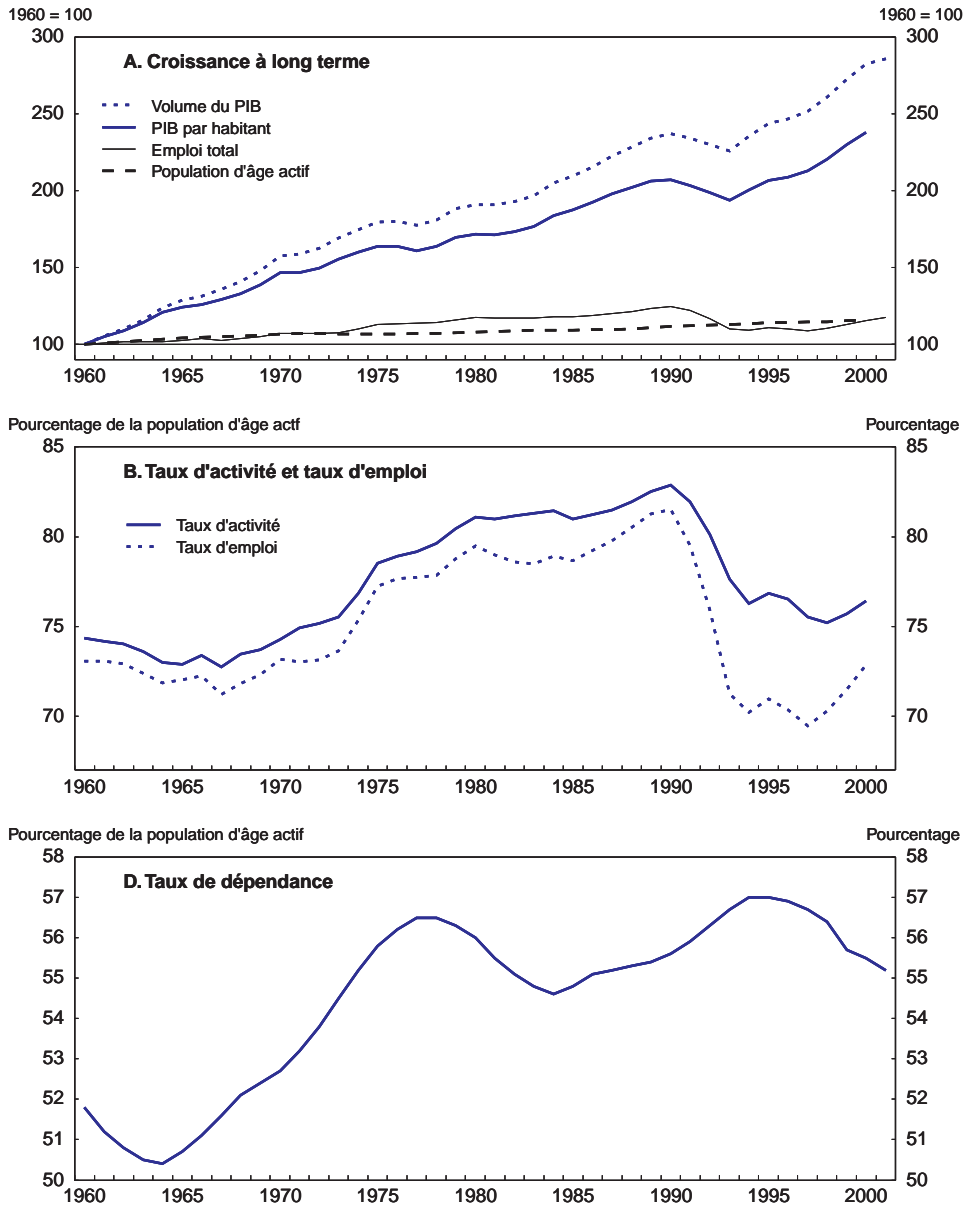 1960 = 100 1960 = 100
300 300
A. Croissance à long terme
Volume du PIB
250 PIB par habitant 250
Emploi total
Population d'âge actif
200 200
150 150
100 100
1960 1965 1970 1975 1980 1985 1990 1995 2000
Pourcentage de la population d'âge actf Pourcentage
85 85
B. Taux d'activité et taux d'emploi
Taux d'activité
80 Taux d'emploi 80
75 75
70 70
1960 1965 1970 1975 1980 1985 1990 1995 2000
Pourcentage de la population d'âge actif Pourcentage
58 58
D. Taux de dépendance
57 57
56 56
55 55
54 54
53 53
52 52
51 51
50 50
1960 1965 1970 1975 1980 1985 1990 1995 2000